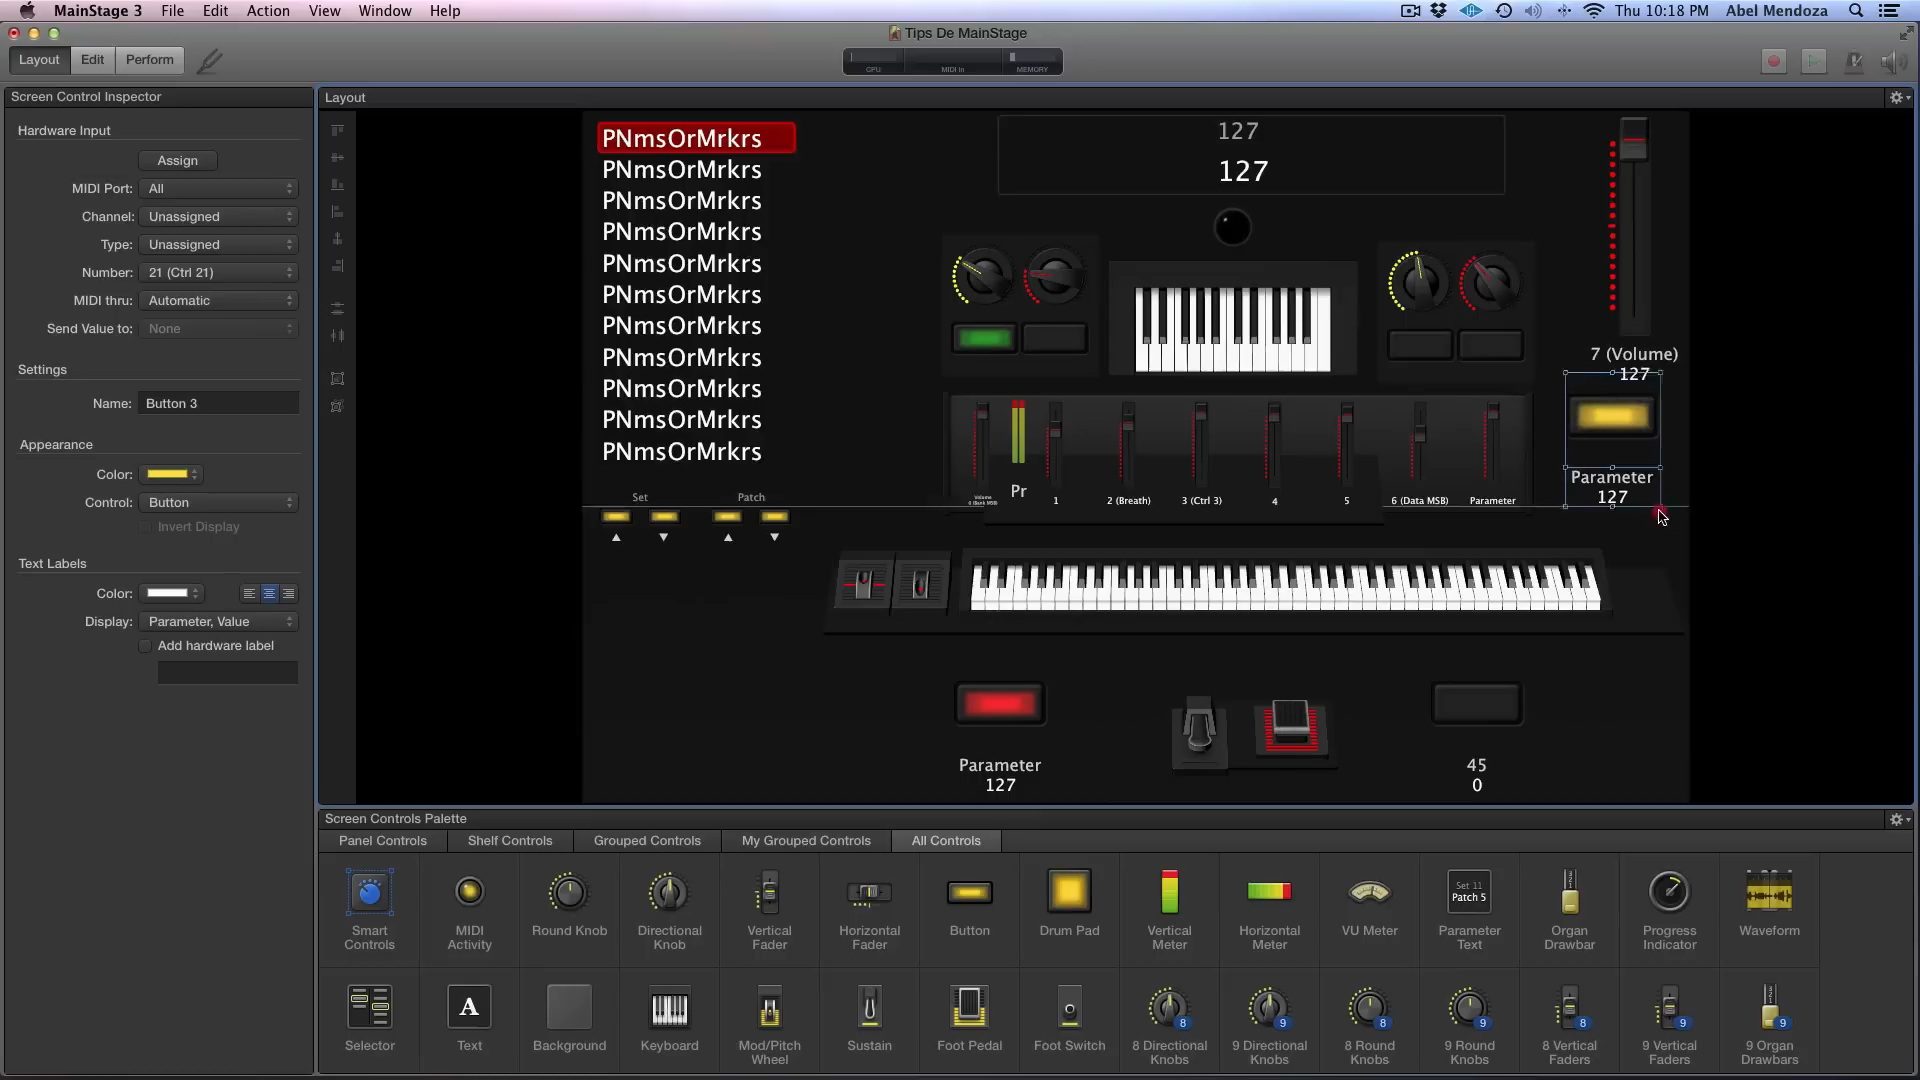 MainStage 3 File Edit Action View Window Help
Thu 10:18 PM Abel Mendoza
Tips De MainStage
Layout Edit Perform
CPU MIDI In MEMORY
Screen Control Inspector
Hardware Input
Assign
MIDI Port: All
Channel: Unassigned
Type: Unassigned
Number: 21 (Ctrl 21)
MIDI thru: Automatic
Send Value to: None
Settings
Name: Button 3
Appearance
Color:
Control: Button
Invert Display
Text Labels
Color:
Display: Parameter, Value
Add hardware label
Layout
PNmsOrMrkrs
PNmsOrMrkrs
PNmsOrMrkrs
PNmsOrMrkrs
PNmsOrMrkrs
PNmsOrMrkrs
PNmsOrMrkrs
PNmsOrMrkrs
PNmsOrMrkrs
PNmsOrMrkrs
PNmsOrMrkrs
Set Patch
127
127
7 (Volume)
127
Parameter
127
Volume
Pr 1 2 (Breath) 3 (Ctrl 3) 4 5 6 (Data MSB) Parameter
Parameter
127
45
0
Screen Controls Palette
Panel Controls Shelf Controls Grouped Controls My Grouped Controls All Controls
Set 11
Patch 5
Smart Controls
MIDI Activity
Round Knob
Directional Knob
Vertical Fader
Horizontal Fader
Button
Drum Pad
Vertical Meter
Horizontal Meter
VU Meter
Parameter Text
Organ Drawbar
Progress Indicator
Waveform
A
8 9 8 9 8 9 9
Selector
Text
Background
Keyboard
Mod/Pitch Wheel
Sustain
Foot Pedal
Foot Switch
8 Directional Knobs
9 Directional Knobs
8 Round Knobs
9 Round Knobs
8 Vertical Faders
9 Vertical Faders
9 Organ Drawbars